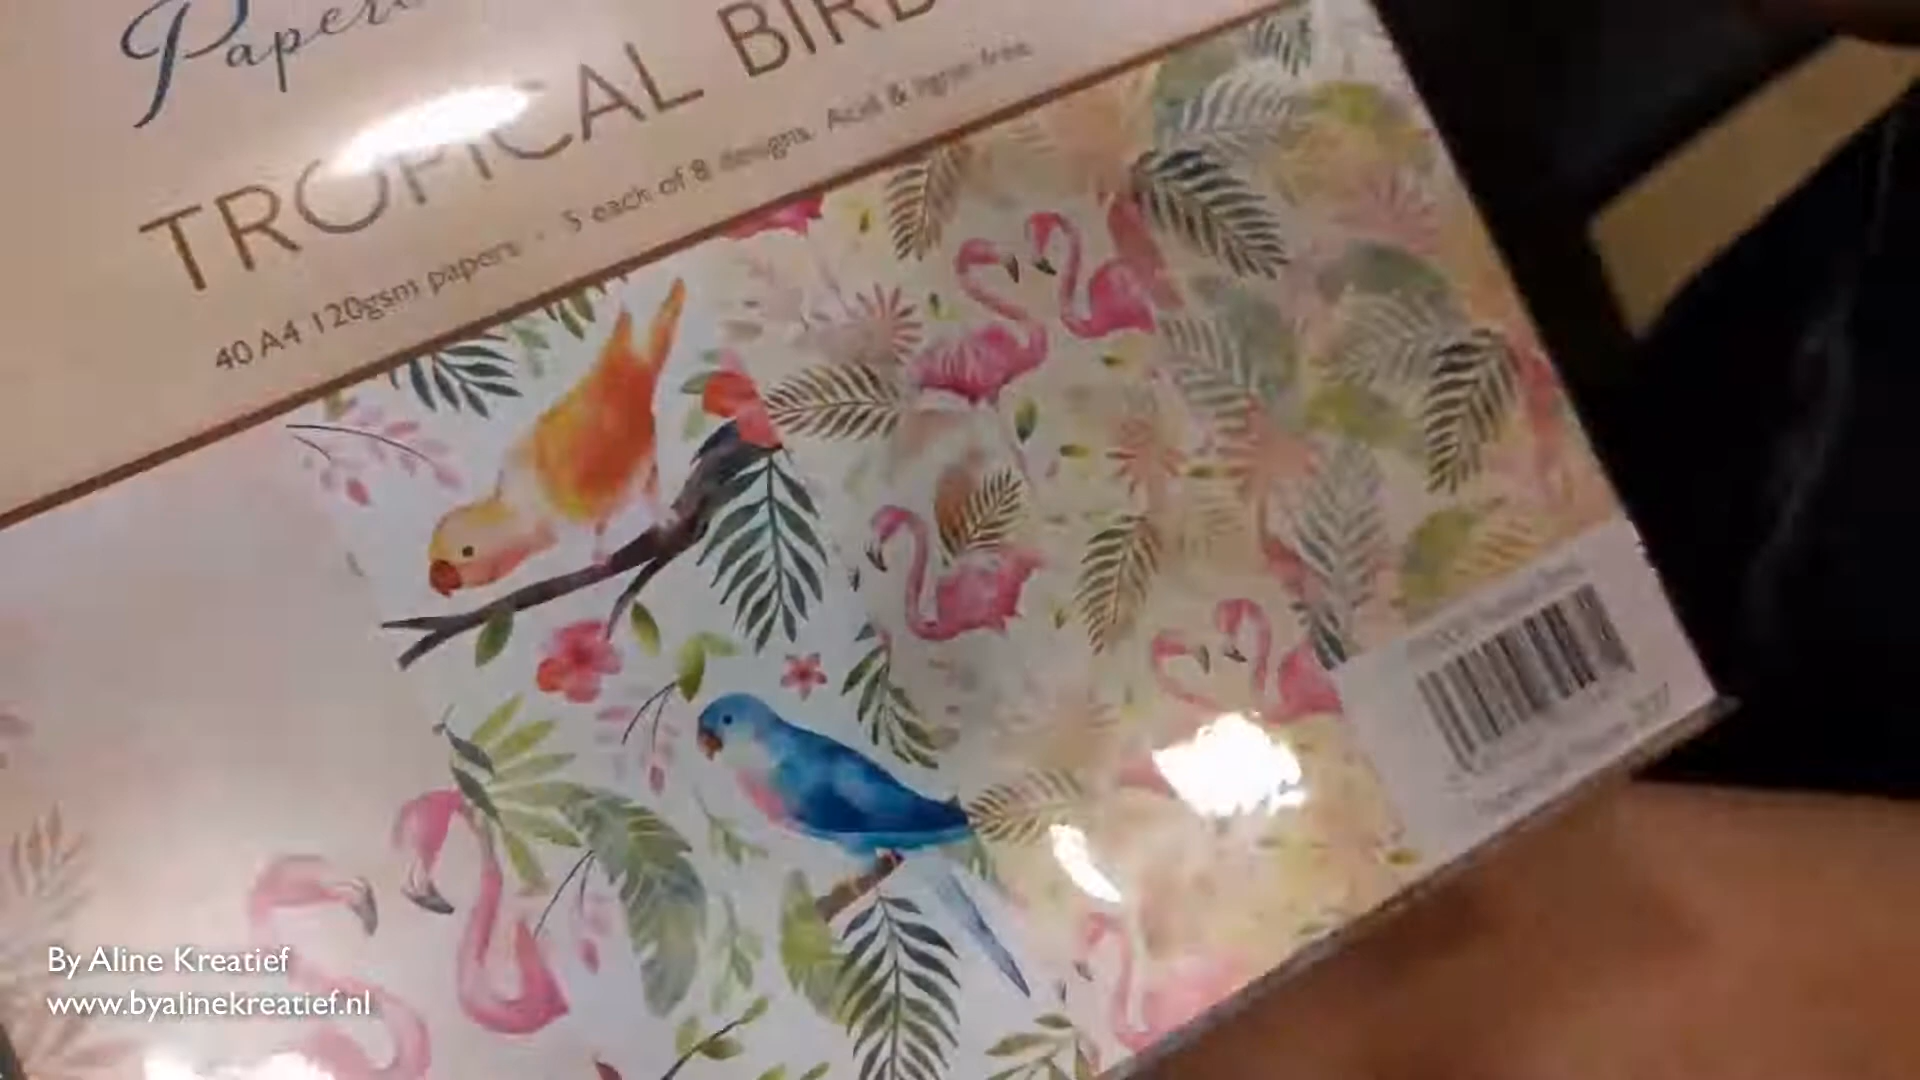 Papers
TROPICAL BIRD
40 A4 120gsm papers - 5 each of 8 designs. Acid & lignin free
By Aline Kreatief
www.byalinekreatief.nl